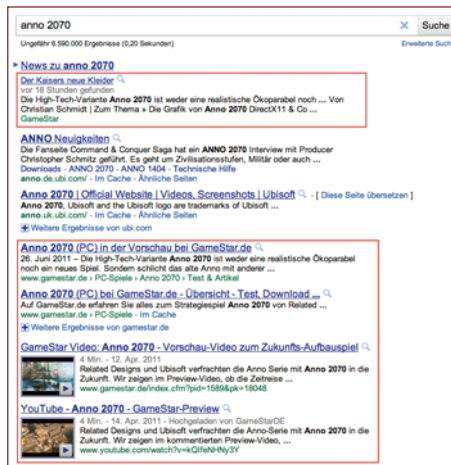 anno 2070
Suche
Ungefähr 6.590.000 Ergebnisse (0,20 Sekunden)
Erweiterte Such
News zu anno 2070
Der Kaisers neue Kleider
vor 18 Stunden gefunden
Die High-Tech-Variante Anno 2070 ist weder eine realistische Ökoparabel noch ... Von
Christian Schmidt | Zum Thema » Die Grafik von Anno 2070 DirectX11 & Co ...
GameStar
ANNO Neuigkeiten
Die Fanseite Command & Conquer Saga hat ein ANNO 2070 Interview mit Producer
Christopher Schmitz geführt. Es geht um Zivilisationsstufen, Militär oder auch ...
Downloads - ANNO 2070 - ANNO 1404 - Technische Hilfe
anno.de.ubi.com/ - Im Cache - Ähnliche Seiten
Anno 2070 | Official Website | Videos, Screenshots | Ubisoft - [ Diese Seite übersetzen ]
Anno 2070, Ubisoft and the Ubisoft logo are trademarks of Ubisoft ...
anno.uk.ubi.com/ - Im Cache - Ähnliche Seiten
Weitere Ergebnisse von ubi.com
Anno 2070 (PC) in der Vorschau bei GameStar.de
26. Juni 2011 – Die High-Tech-Variante Anno 2070 ist weder eine realistische Ökoparabel
noch ein neues Spiel. Sondern schlicht das alte Anno mit anderer ...
www.gamestar.de › PC-Spiele › Anno 2070 › Test & Artikel
Anno 2070 (PC) bei GameStar.de - Übersicht - Test, Download ...
Auf GameStar.de erfahren Sie alles zum Strategiespiel Anno 2070 von Related ...
www.gamestar.de › PC-Spiele - Im Cache
Weitere Ergebnisse von gamestar.de
GameStar Video: Anno 2070 - Vorschau-Video zum Zukunfts-Aufbauspiel
4 Min. - 12. Apr. 2011
Related Designs und Ubisoft verfrachten die Anno-Serie mit Anno 2070 in die
Zukunft. Wir zeigen im Preview-Video, ob die Zeitreise ...
www.gamestar.de/index.cfm?pid=1589&pk=18048
YouTube - Anno 2070 - GameStar-Preview
4 Min. - 14. Apr. 2011 - Hochgeladen von GameStarDE
Related Designs und Ubisoft verfrachten die Anno-Serie mit Anno 2070 in die
Zukunft. Wir zeigen im kommentierten Preview-Video, ...
www.youtube.com/watch?v=kQIfeNHNy3Y